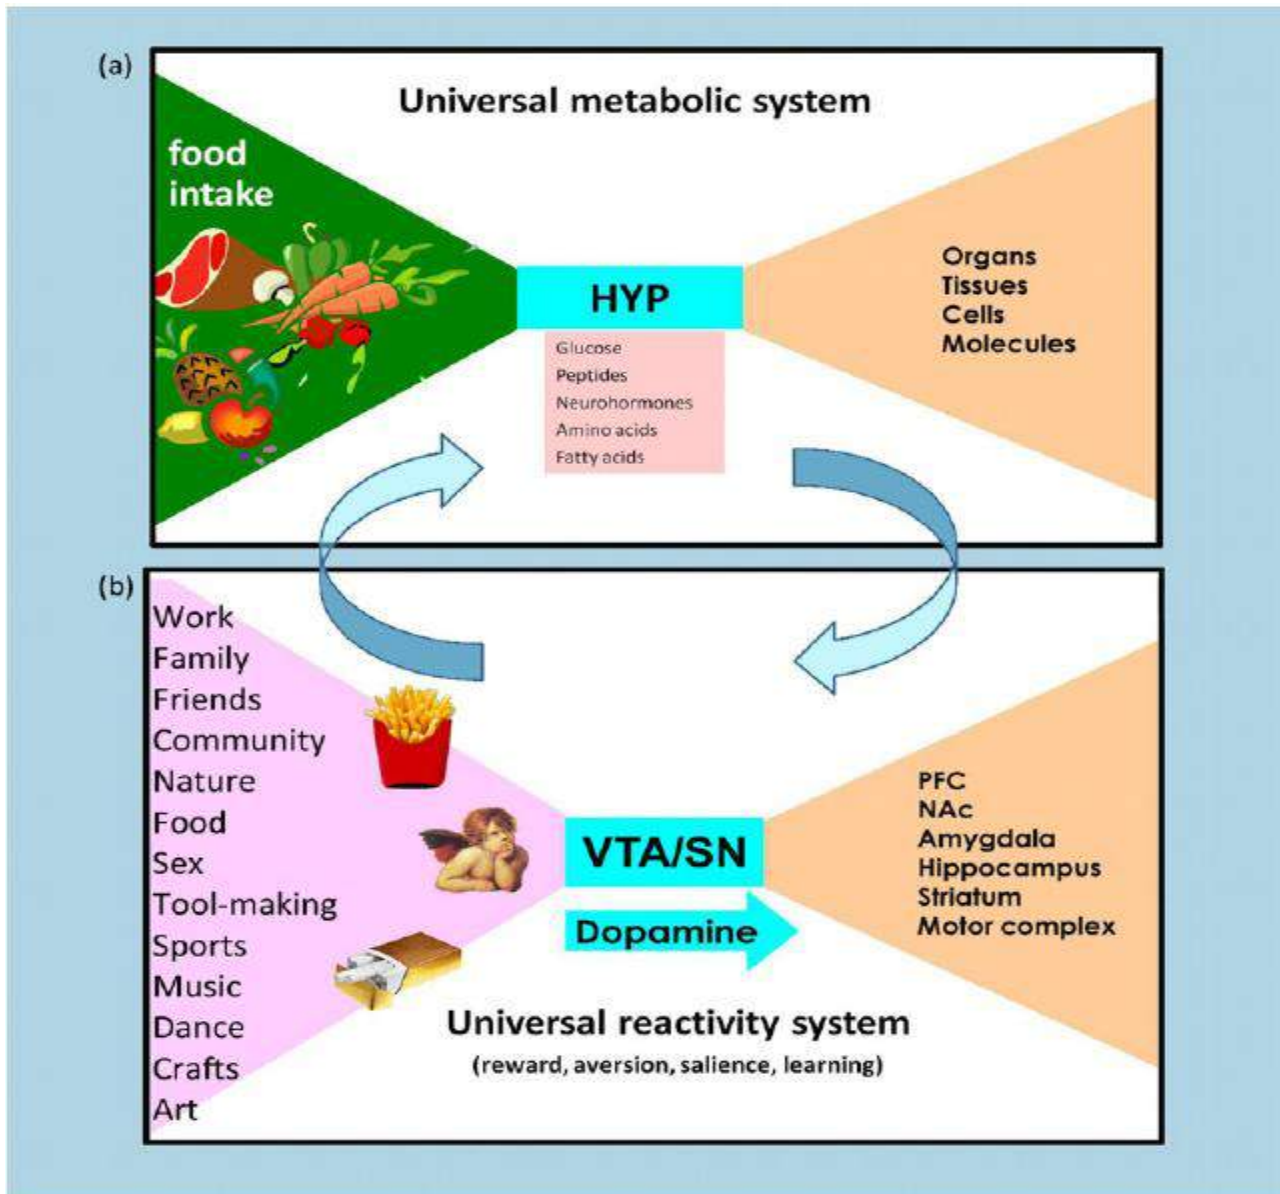 (a)
Universal metabolic system
food
intake
HYP
Glucose
Peptides
Neurohormones
Amino acids
Fatty acids
Organs
Tissues
Cells
Molecules
(b)
Work
Family
Friends
Community
Nature
Food
Sex
Tool-making
Sports
Music
Dance
Crafts
Art
VTA/SN
Dopamine
PFC
NAc
Amygdala
Hippocampus
Striatum
Motor complex
Universal reactivity system
(reward, aversion, salience, learning)